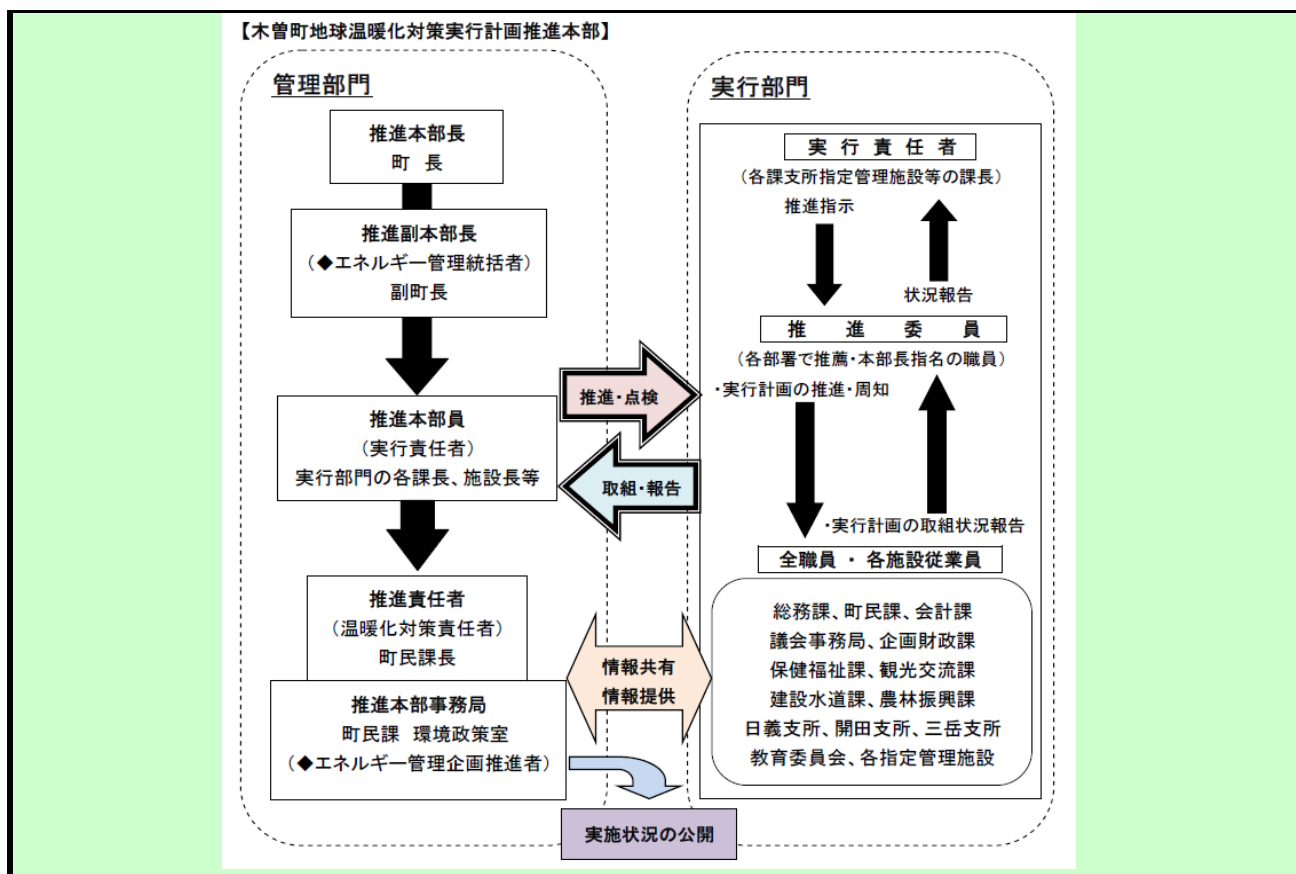 【木曽町地球温暖化対策実行計画推進本部】
管理部門
推進本部長
町 長
推進副本部長
（◆エネルギー管理統括者）
副町長
推進本部員
（実行責任者）
実行部門の各課長、施設長等
推進責任者
（温暖化対策責任者）
町民課長
推進本部事務局
町民課 環境政策室
（◆エネルギー管理企画推進者）
推進・点検
取組・報告
情報共有
情報提供
実施状況の公開
実行部門
実 行 責 任 者
（各課支所指定管理施設等の課長）
推進指示
状況報告
推 進 委 員
（各部署で推薦・本部長指名の職員）
・実行計画の推進・周知
・実行計画の取組状況報告
全職員 ・ 各施設従業員
総務課、町民課、会計課
議会事務局、企画財政課
保健福祉課、観光交流課
建設水道課、農林振興課
日義支所、開田支所、三岳支所
教育委員会、各指定管理施設